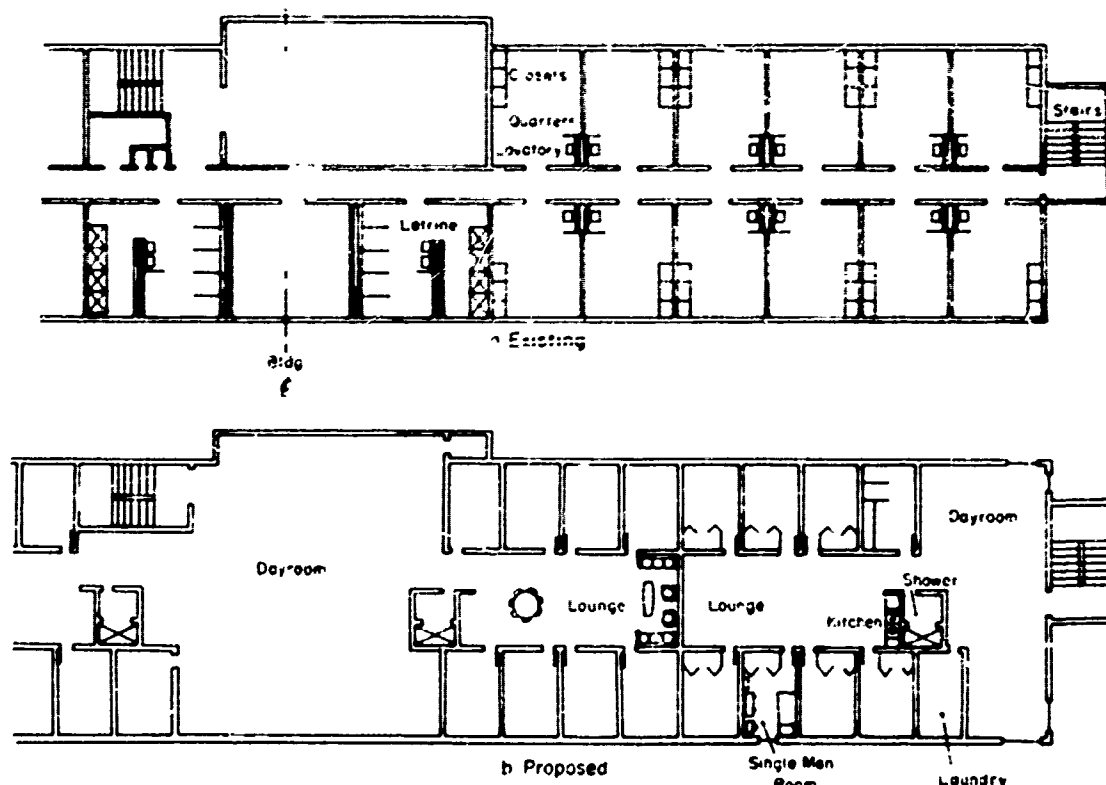 Closets
Quarters
Lavatory
Stairs
Latrine
Existing
Bldg
Dayroom
Dayroom
Shower
Lounge
Lounge
Kitchen
b Proposed
Single Man
Room
Laundry